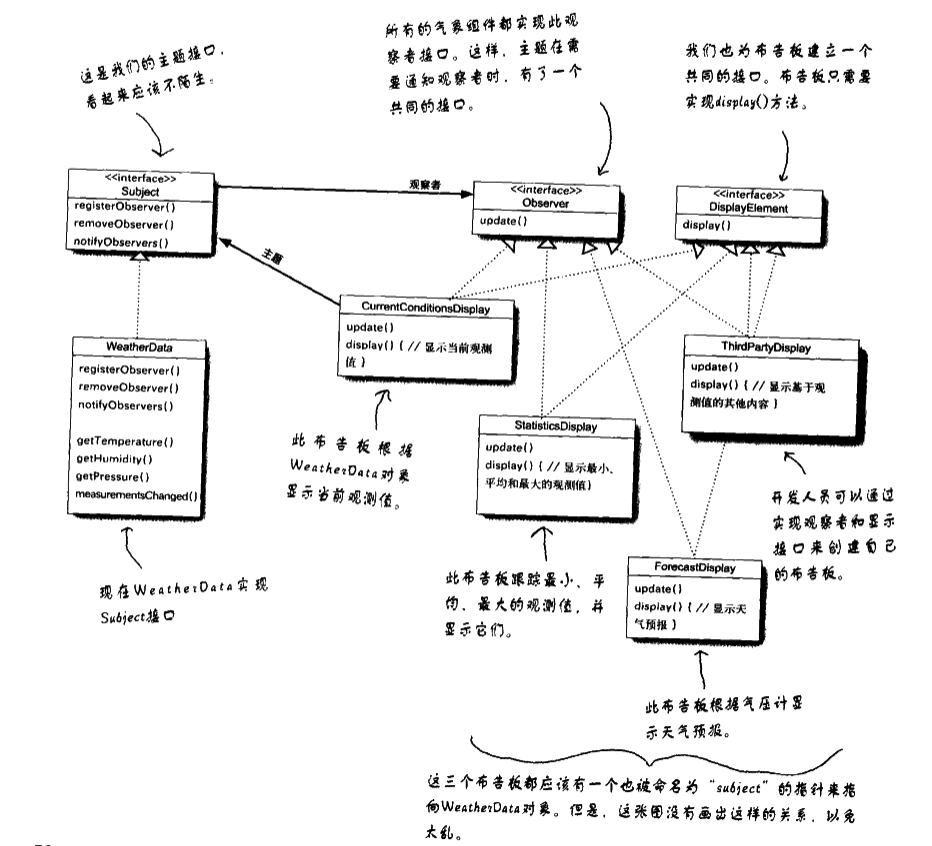 这是我们的主题接口，
看起来应该不陌生。
所有的气象组件都实现此观
察者接口。这样，主题在需
要通知观察者时，有了一个
共同的接口。
我们也为布告板建立一个
共同的接口。布告板只需要
实现display()方法。
<<interface>>
Subject
registerObserver()
removeObserver()
notifyObservers()
观察者
<<interface>>
Observer
update()
<<interface>>
DisplayElement
display()
主题
CurrentConditionsDisplay
update()
display() { // 显示当前观测
值 }
WeatherData
registerObserver()
removeObserver()
notifyObservers()
getTemperature()
getHumidity()
getPressure()
measurementsChanged()
ThirdPartyDisplay
update()
display() { // 显示基于观
测值的其他内容 }
此布告板根据
WeatherData对象
显示当前观测值。
StatisticsDisplay
update()
display() { // 显示最小、
平均和最大的观测值}
开发人员可以通过
实现观察者和显示
接口来创建自己
的布告板。
现在WeatherData实现
Subject接口
此布告板跟踪最小、平
均、最大的观测值，并
显示它们。
ForecastDisplay
update()
display() { // 显示天
气预报 }
此布告板根据气压计显
示天气预报。
这三个布告板都应该有一个也被命名为“subject”的指针来指
向WeatherData对象。但是，这张图没有画出这样的关系，以免
太乱。